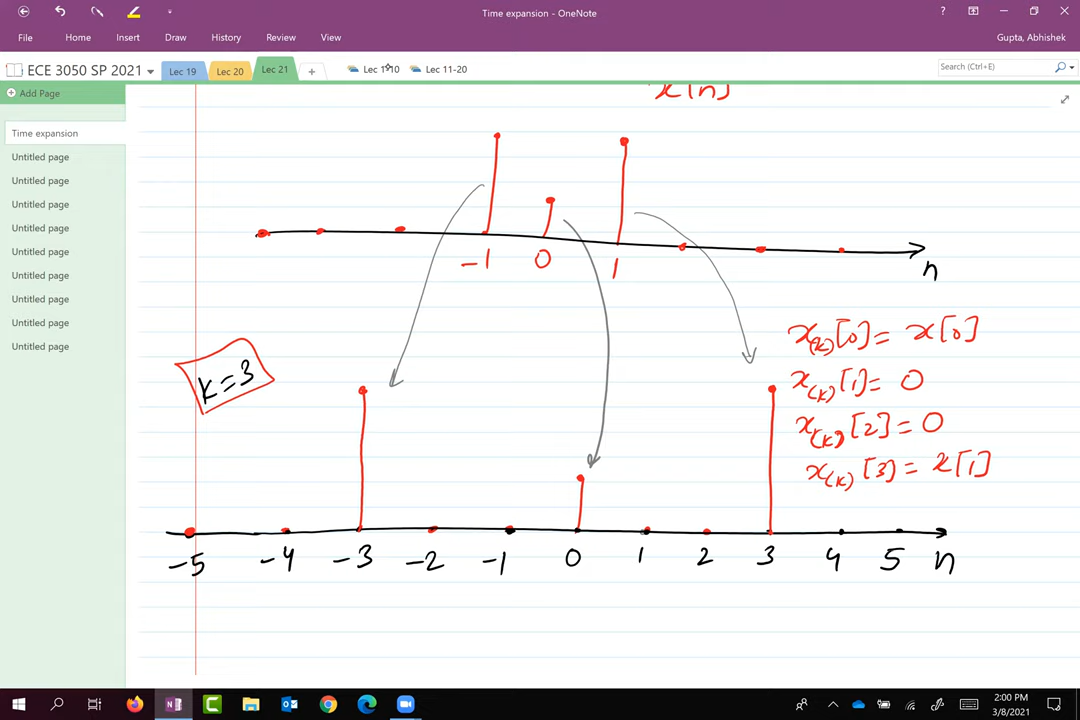 Time expansion - OneNote
?
Gupta, Abhishek
File Home Insert Draw History Review View
ECE 3050 SP 2021
Lec 19 Lec 20 Lec 21 + Lec 1-10 Lec 11-20
Search (Ctrl+E)
Add Page
Time expansion
Untitled page
Untitled page
Untitled page
Untitled page
Untitled page
Untitled page
Untitled page
Untitled page
Untitled page
x[n]
-1 0 1 n
K=3
x(k)[0] = x[0]
x(k)[1] = 0
x(k)[2] = 0
x(k)[3] = x[1]
-5 -4 -3 -2 -1 0 1 2 3 4 5 n
2:00 PM
3/8/2021